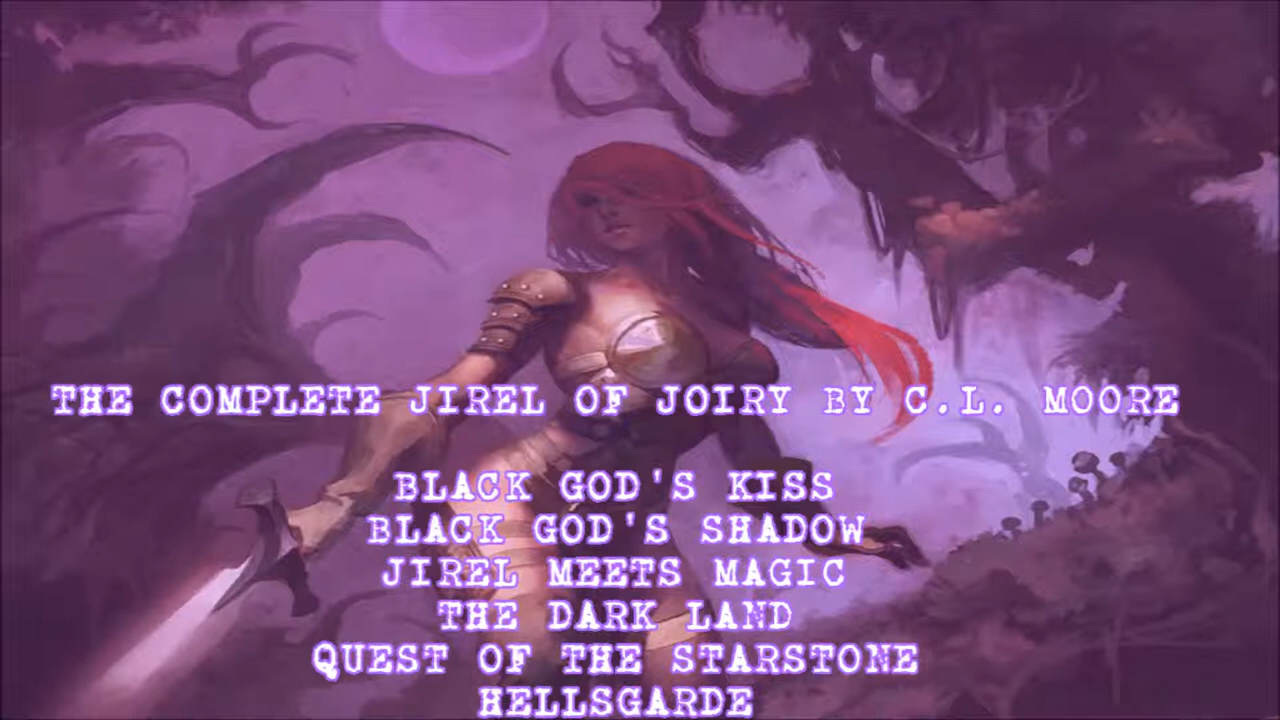 THE COMPLETE JIREL OF JOIRY BY C.L. MOORE
BLACK GOD'S KISS
BLACK GOD'S SHADOW
JIREL MEETS MAGIC
THE DARK LAND
QUEST OF THE STARSTONE
HELLSGARDE